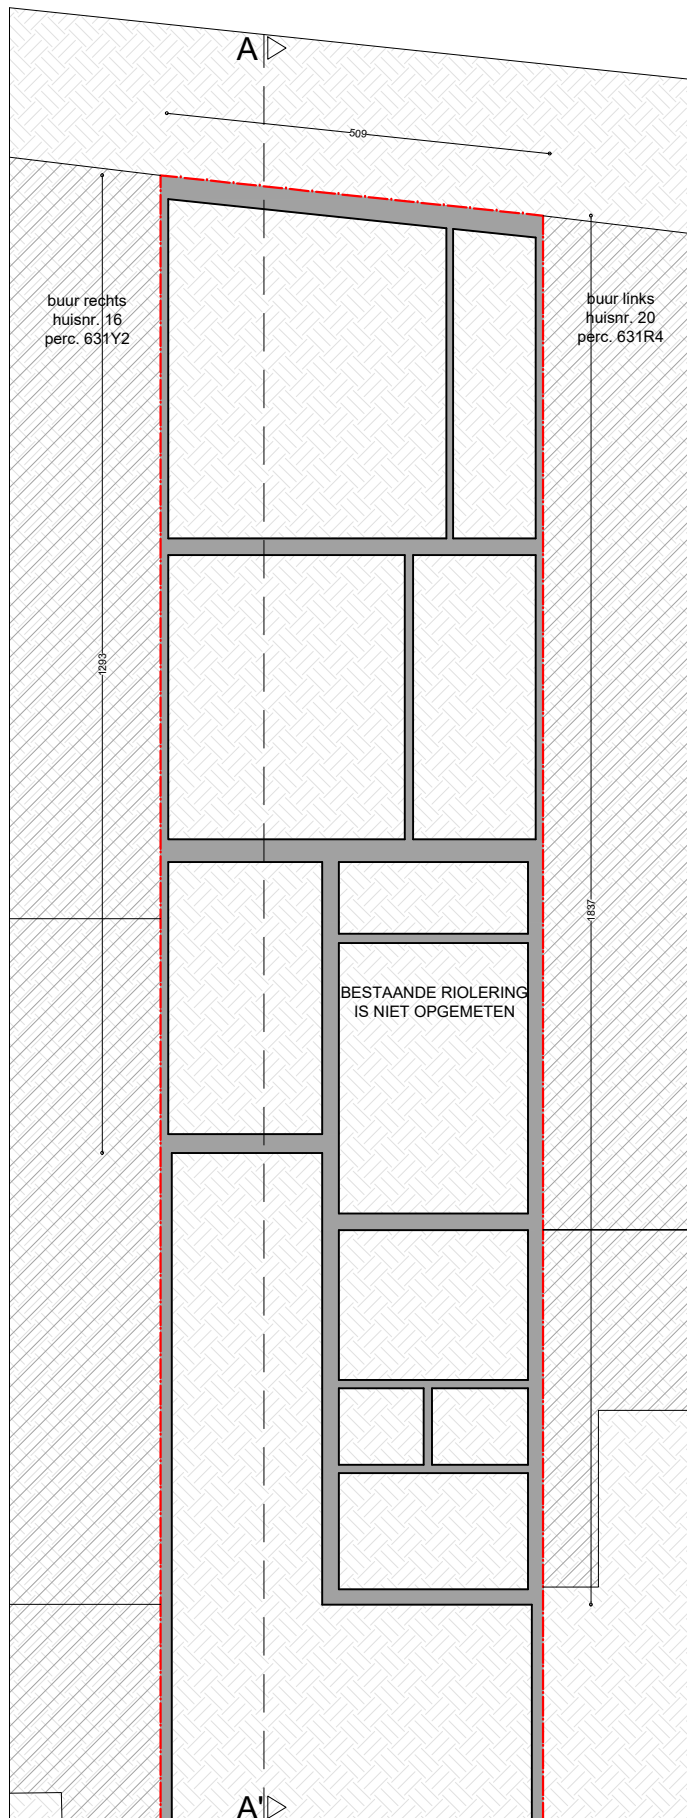 A
509
buur rechts
huisnr. 16
perc. 631Y2
buur links
huisnr. 20
perc. 631R4
1293
1837
BESTAANDE RIOLERING
IS NIET OPGEMETEN
A'